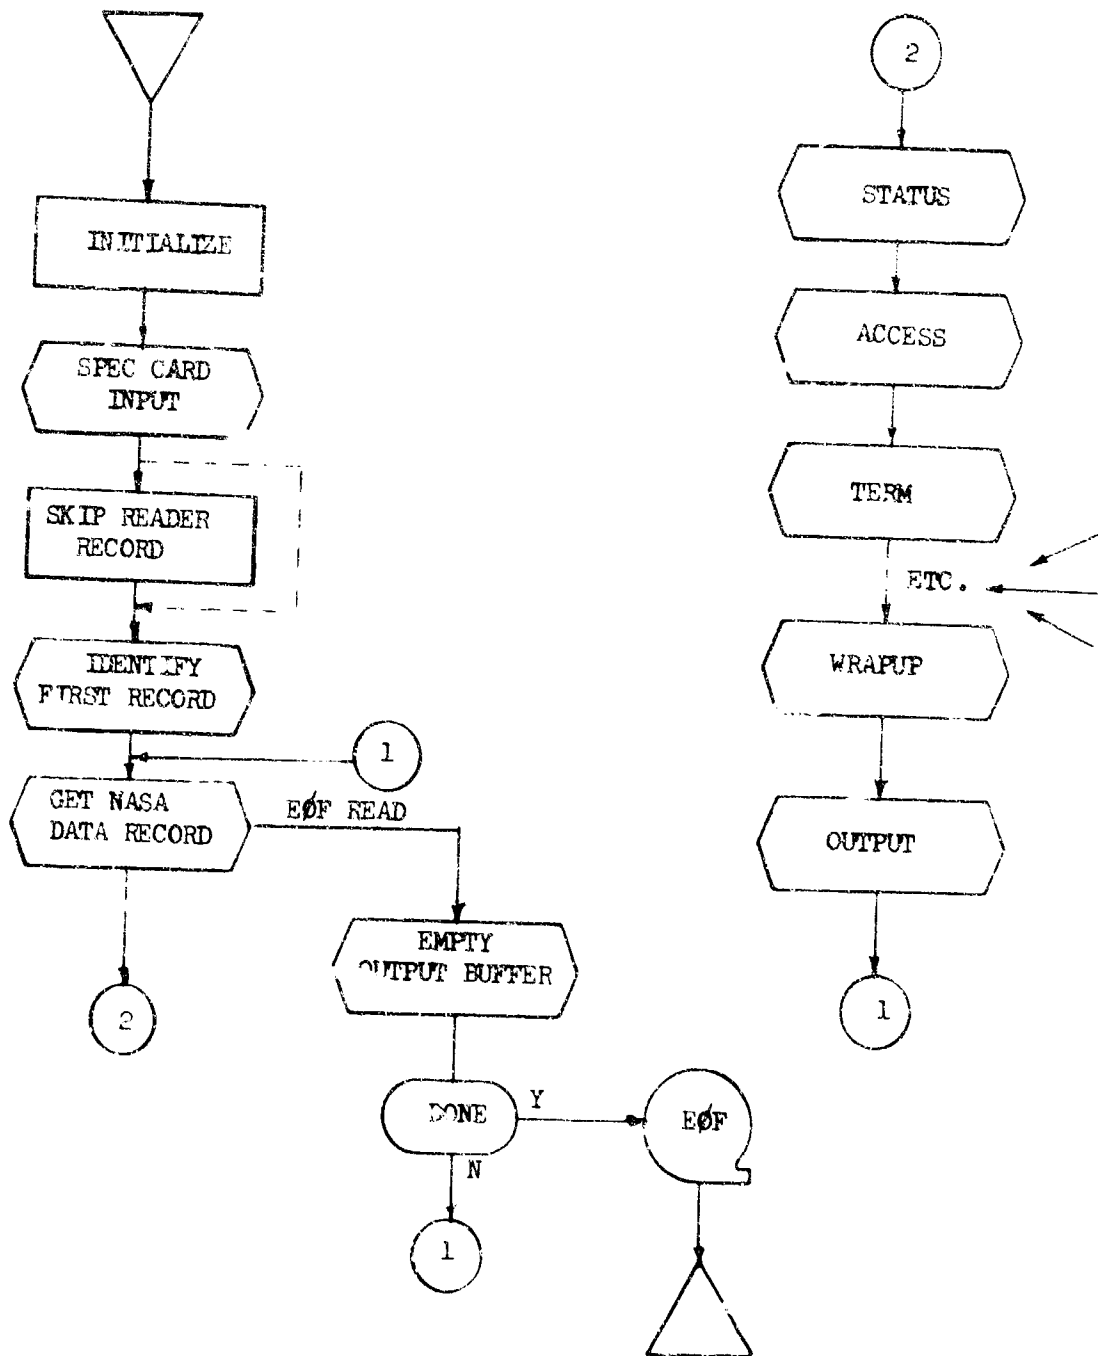 INITIALIZE
SPEC CARD
INPUT
SKIP READER
RECORD
IDENTIFY
FIRST RECORD
1
GET NASA
DATA RECORD
EØF READ
2
EMPTY
OUTPUT BUFFER
DONE
Y
EØF
N
1
2
STATUS
ACCESS
TERM
ETC.
WRAPUP
OUTPUT
1